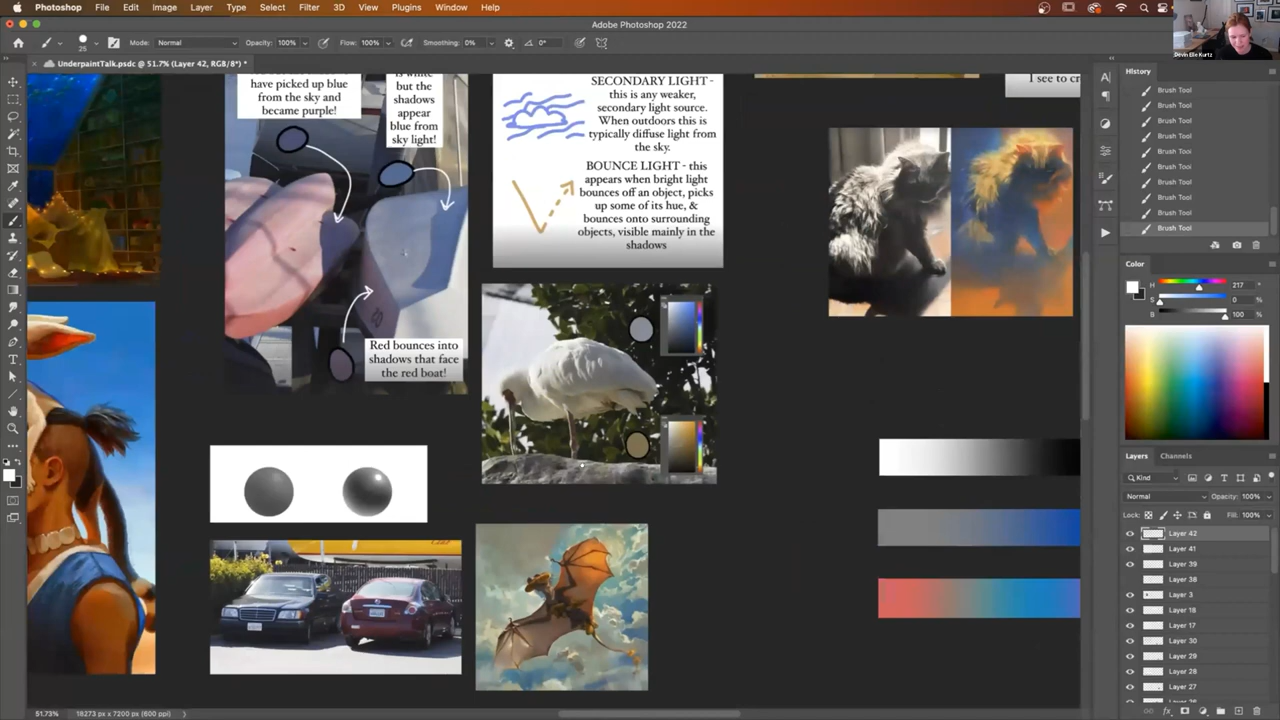 Photoshop File Edit Image Layer Type Select Filter 3D View Plugins Window Help
Adobe Photoshop 2022
25 Mode: Normal Opacity: 100% Flow: 100% Smoothing: 0% 0°
Devin Elle Kurtz
UnderpaintTalk.psdc @ 51.7% (Layer 42, RGB/8*) *
have picked up blue
from the sky and
became purple!
is white
but the
shadows
appear
blue from
sky light!
Red bounces into
shadows that face
the red boat!
SECONDARY LIGHT -
this is any weaker,
secondary light source.
When outdoors this is
typically diffuse light from
the sky.
BOUNCE LIGHT - this
appears when bright light
bounces off an object, picks
up some of its hue, &
bounces onto surrounding
objects, visible mainly in the
shadows
I see to cr
History
Brush Tool
Brush Tool
Brush Tool
Brush Tool
Brush Tool
Brush Tool
Brush Tool
Brush Tool
Brush Tool
Brush Tool
Color
H 217 °
S 0 %
B 100 %
Layers Channels
Kind
Normal Opacity: 100%
Lock: Fill: 100%
Layer 42
Layer 41
Layer 39
Layer 38
Layer 3
Layer 18
Layer 17
Layer 30
Layer 29
Layer 28
Layer 27
51.73% 18273 px x 7200 px (600 ppi)